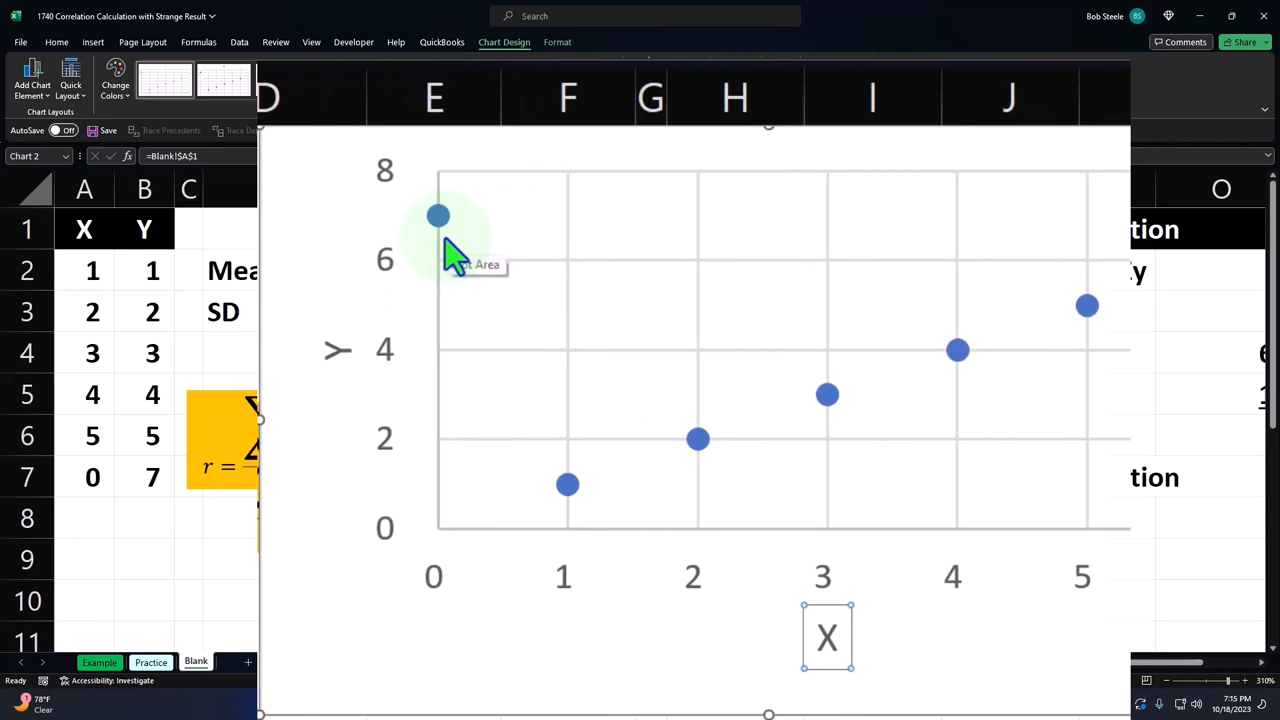 1740 Correlation Calculation with Strange Result
Search
Bob Steele BS
File Home Insert Page Layout Formulas Data Review View Developer Help QuickBooks Chart Design Format
Comments Share
Add Chart Element
Quick Layout
Change Colors
Chart Layouts
AutoSave Off Save Trace Precedents Trace De
Chart 2 fx =Blank!$A$1
A B C D E F G H I J O
1 X Y tion
2 1 1 Mea y
3 2 2 SD
4 3 3 6
5 4 4
6 5 5
7 0 7 r = tion
8
9
10
11
8
6
4
2
0
Y
0 1 2 3 4 5
X
Area
Example Practice Blank
Ready Accessibility: Investigate 310%
1
78°F
Clear
7:15 PM
10/18/2023